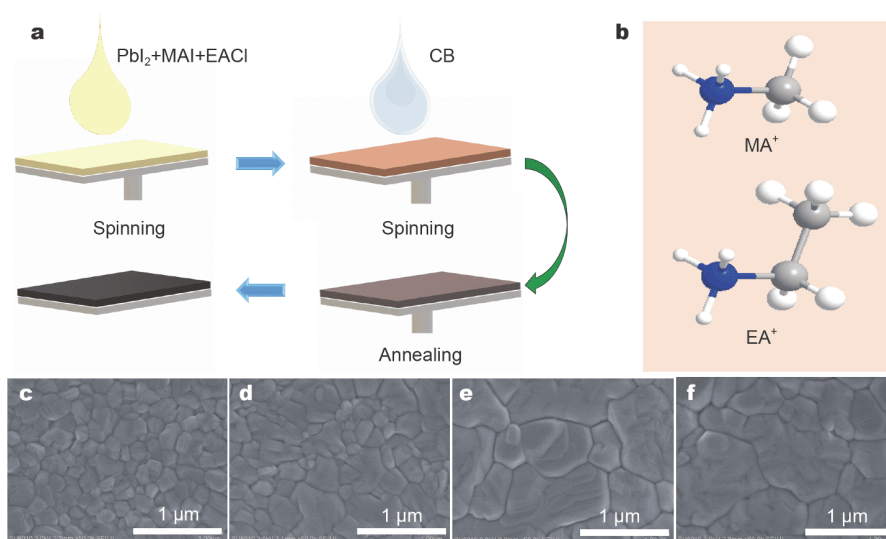 a
PbI₂+MAI+EACl
CB
Spinning
Spinning
Annealing
b
MA⁺
EA⁺
c
1 μm
d
1 μm
e
1 μm
f
1 μm